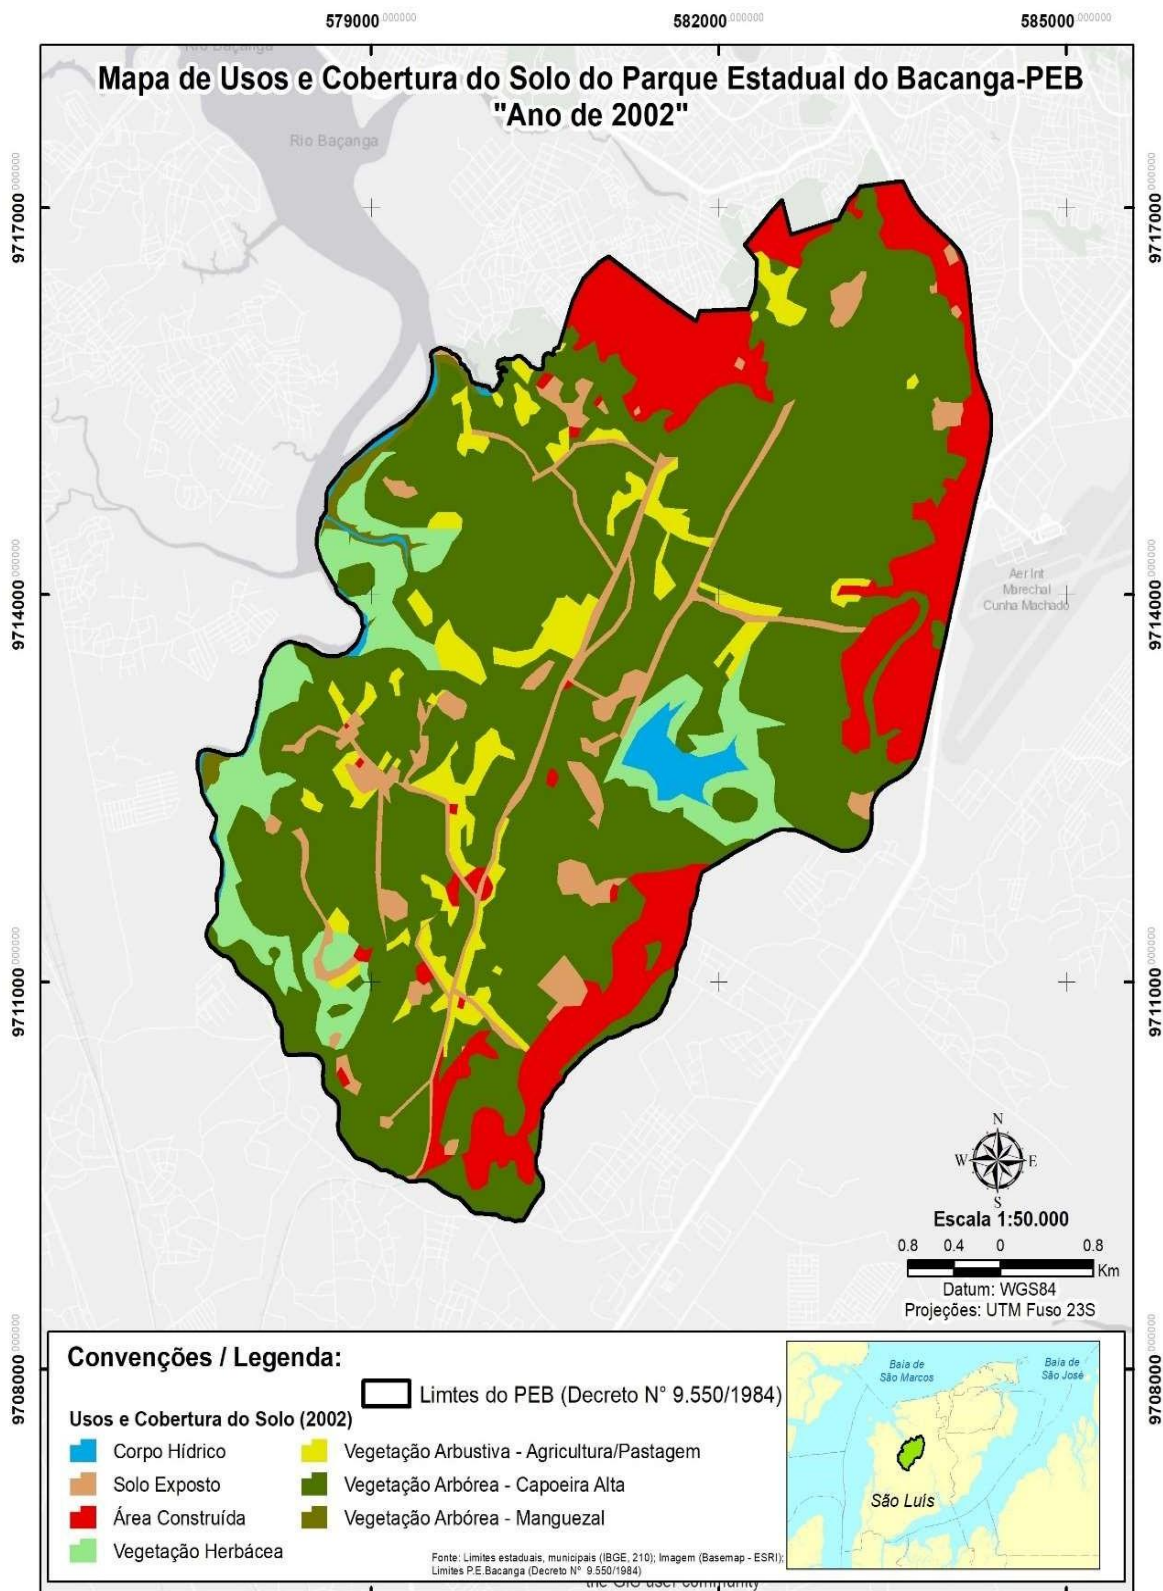 579000.000000 582000.000000 585000.000000
Rio Baçanga
Mapa de Usos e Cobertura do Solo do Parque Estadual do Bacanga-PEB
"Ano de 2002"
Rio Baçanga
9717000.000000 9717000.000000
9714000.000000 9714000.000000
Aer Int
Marechal
Cunha Machado
9711000.000000 9711000.000000
N
W E
S
Escala 1:50.000
0.8 0.4 0 0.8
Km
Datum: WGS84
Projeções: UTM Fuso 23S
9708000.000000 9708000.000000
Convenções / Legenda:
Limtes do PEB (Decreto N° 9.550/1984)
Usos e Cobertura do Solo (2002)
Corpo Hídrico Vegetação Arbustiva - Agricultura/Pastagem
Solo Exposto Vegetação Arbórea - Capoeira Alta
Área Construída Vegetação Arbórea - Manguezal
Vegetação Herbácea
Baia de
São Marcos
Baia de
São José
São Luis
Fonte: Limites estaduais, municipais (IBGE, 210); Imagem (Basemap - ESRI);
Limites P.E.Bacanga (Decreto N° 9.550/1984)
the GIS user community